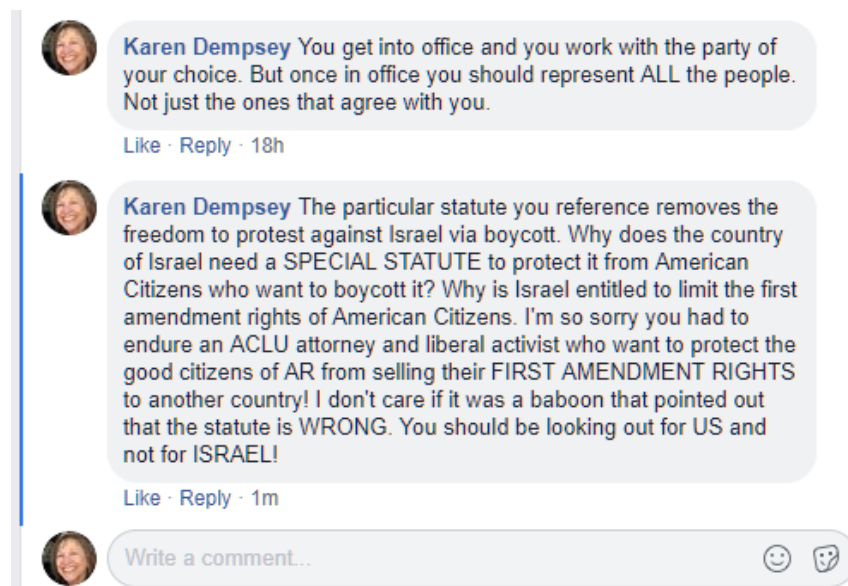 Karen Dempsey You get into office and you work with the party of
your choice. But once in office you should represent ALL the people.
Not just the ones that agree with you.
Like · Reply · 18h
Karen Dempsey The particular statute you reference removes the
freedom to protest against Israel via boycott. Why does the country
of Israel need a SPECIAL STATUTE to protect it from American
Citizens who want to boycott it? Why is Israel entitled to limit the first
amendment rights of American Citizens. I'm so sorry you had to
endure an ACLU attorney and liberal activist who want to protect the
good citizens of AR from selling their FIRST AMENDMENT RIGHTS
to another country! I don't care if it was a baboon that pointed out
that the statute is WRONG. You should be looking out for US and
not for ISRAEL!
Like · Reply · 1m
Write a comment...